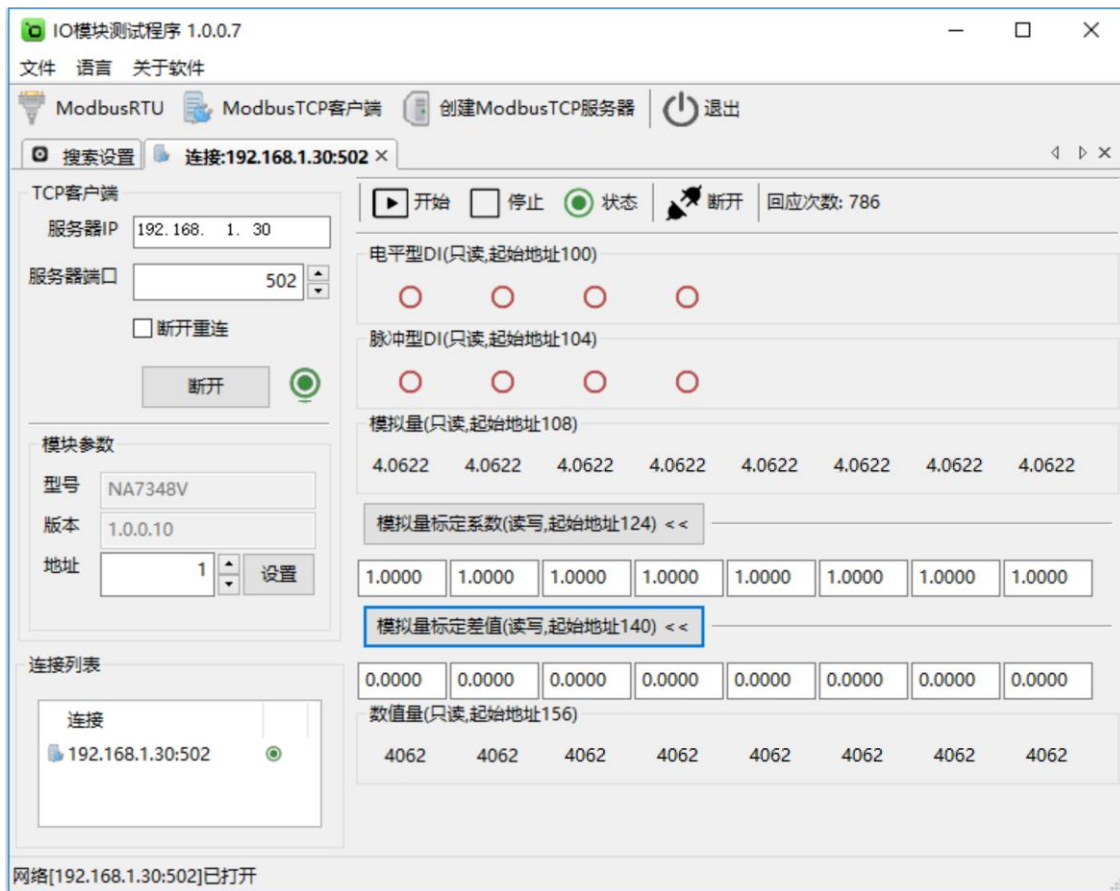 IO模块测试程序 1.0.0.7
文件 语言 关于软件
ModbusRTU ModbusTCP客户端 创建ModbusTCP服务器 退出
搜索设置 连接:192.168.1.30:502
TCP客户端
服务器IP 192.168. 1. 30
服务器端口 502
断开重连
断开
模块参数
型号 NA7348V
版本 1.0.0.10
地址 1 设置
连接列表
连接
192.168.1.30:502
开始 停止 状态 断开 回应次数: 786
电平型DI(只读,起始地址100)
脉冲型DI(只读,起始地址104)
模拟量(只读,起始地址108)
4.0622 4.0622 4.0622 4.0622 4.0622 4.0622 4.0622 4.0622
模拟量标定系数(读写,起始地址124) <<
1.0000 1.0000 1.0000 1.0000 1.0000 1.0000 1.0000 1.0000
模拟量标定差值(读写,起始地址140) <<
0.0000 0.0000 0.0000 0.0000 0.0000 0.0000 0.0000 0.0000
数值量(只读,起始地址156)
4062 4062 4062 4062 4062 4062 4062 4062
网络[192.168.1.30:502]已打开